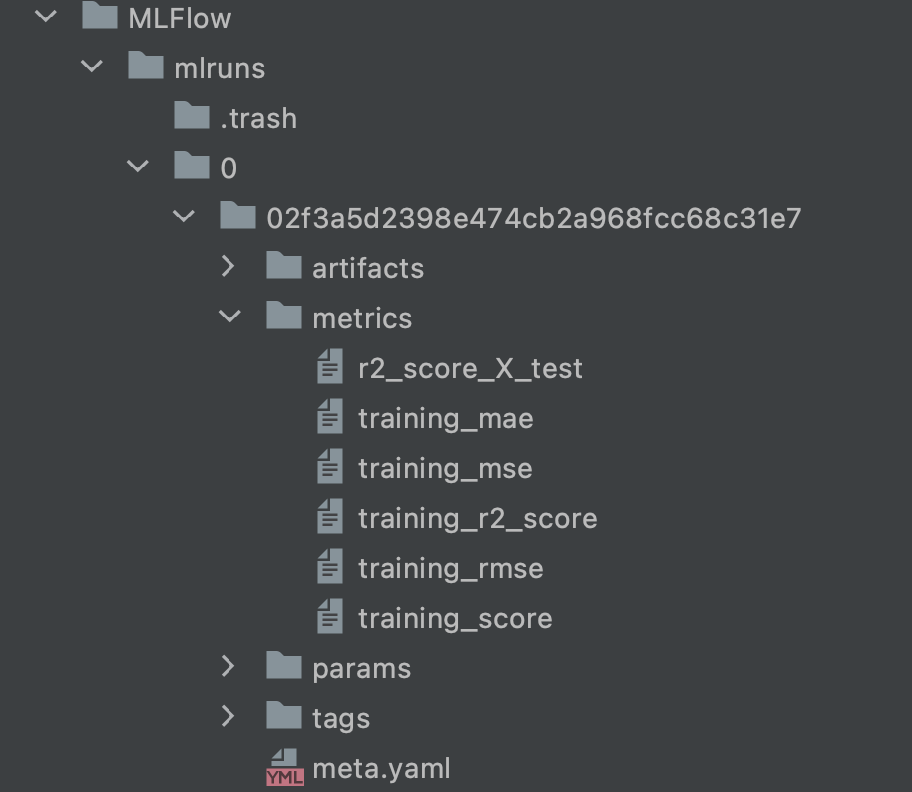 MLFlow
mlruns
.trash
0
02f3a5d2398e474cb2a968fcc68c31e7
artifacts
metrics
r2_score_X_test
training_mae
training_mse
training_r2_score
training_rmse
training_score
params
tags
YML meta.yaml